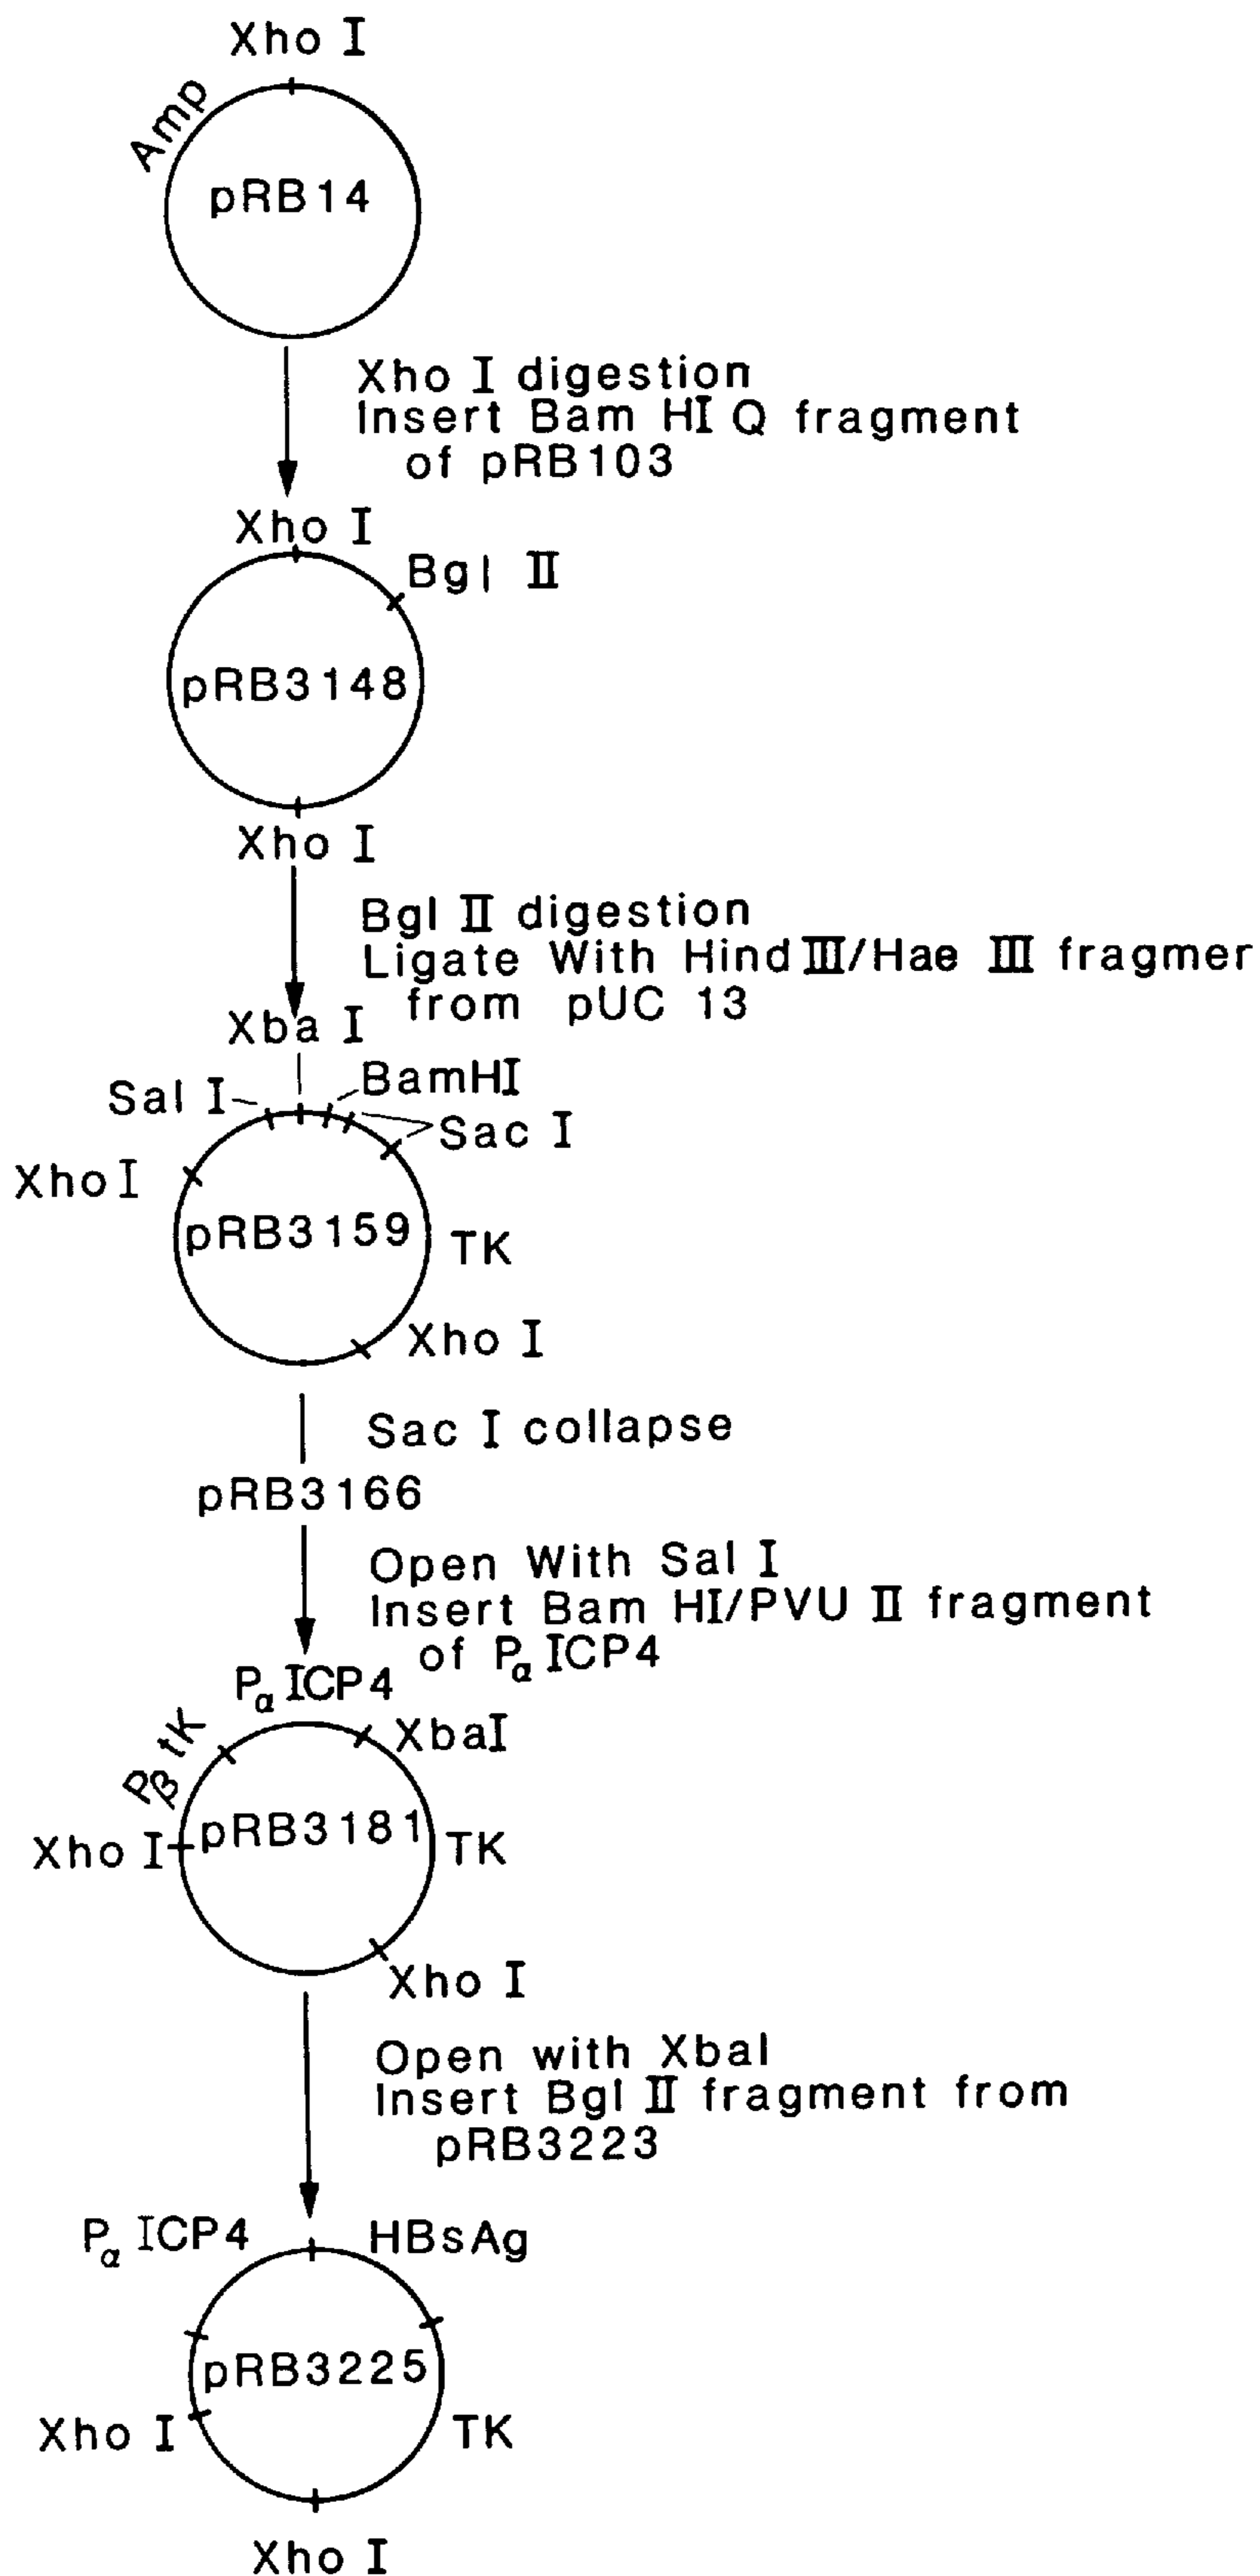 Xho I
Amp
pRB14
Xho I digestion
Insert Bam HI Q fragment
of pRB103
Xho I
Bgl II
pRB3148
Xho I
Bgl II digestion
Ligate With Hind III/Hae III fragmer
from pUC 13
Xba I
BamHI
Sal I
Sac I
Xho I
pRB3159
TK
Xho I
Sac I collapse
pRB3166
Open With Sal I
Insert Bam HI/PVU II fragment
of Pα ICP4
Pα ICP4
XbaI
Pβ tK
pRB3181
Xho I
TK
Xho I
Open with XbaI
Insert Bgl II fragment from
pRB3223
Pα ICP4
HBsAg
pRB3225
Xho I
TK
Xho I